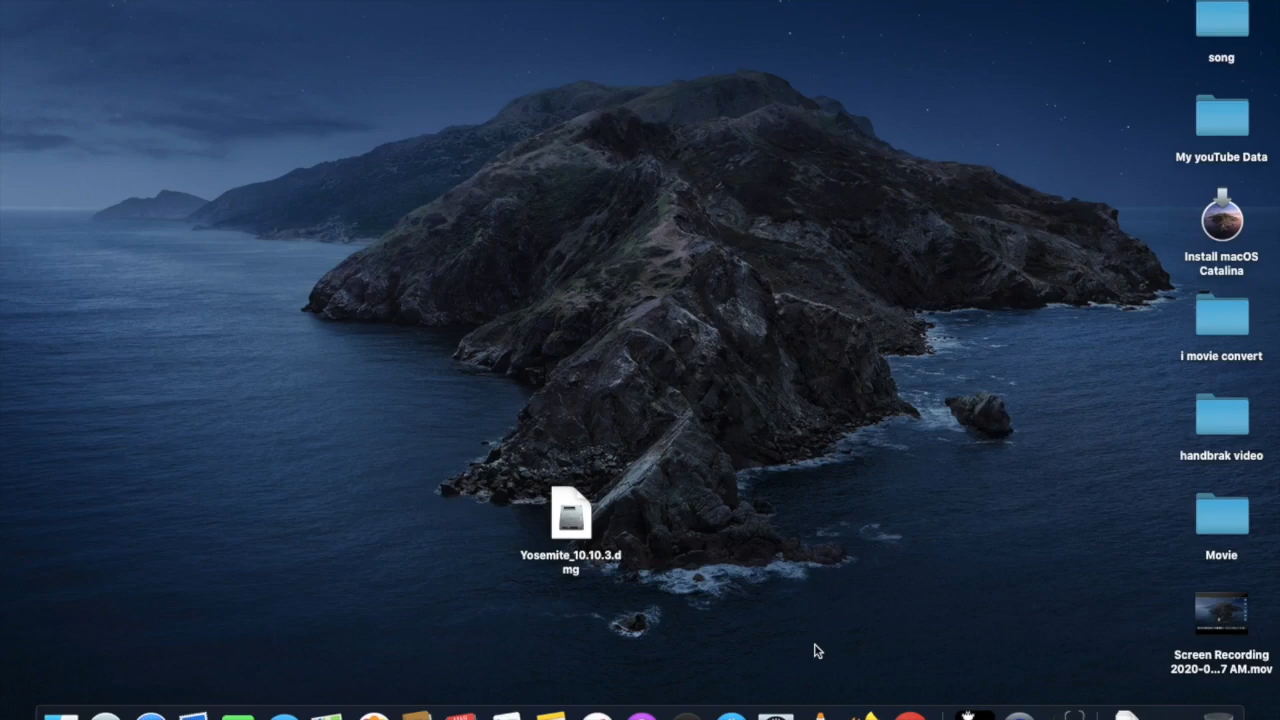 song
My youTube Data
Install macOS
Catalina
i movie convert
handbrak video
Yosemite_10.10.3.d
mg
Movie
Screen Recording
2020-0...7 AM.mov